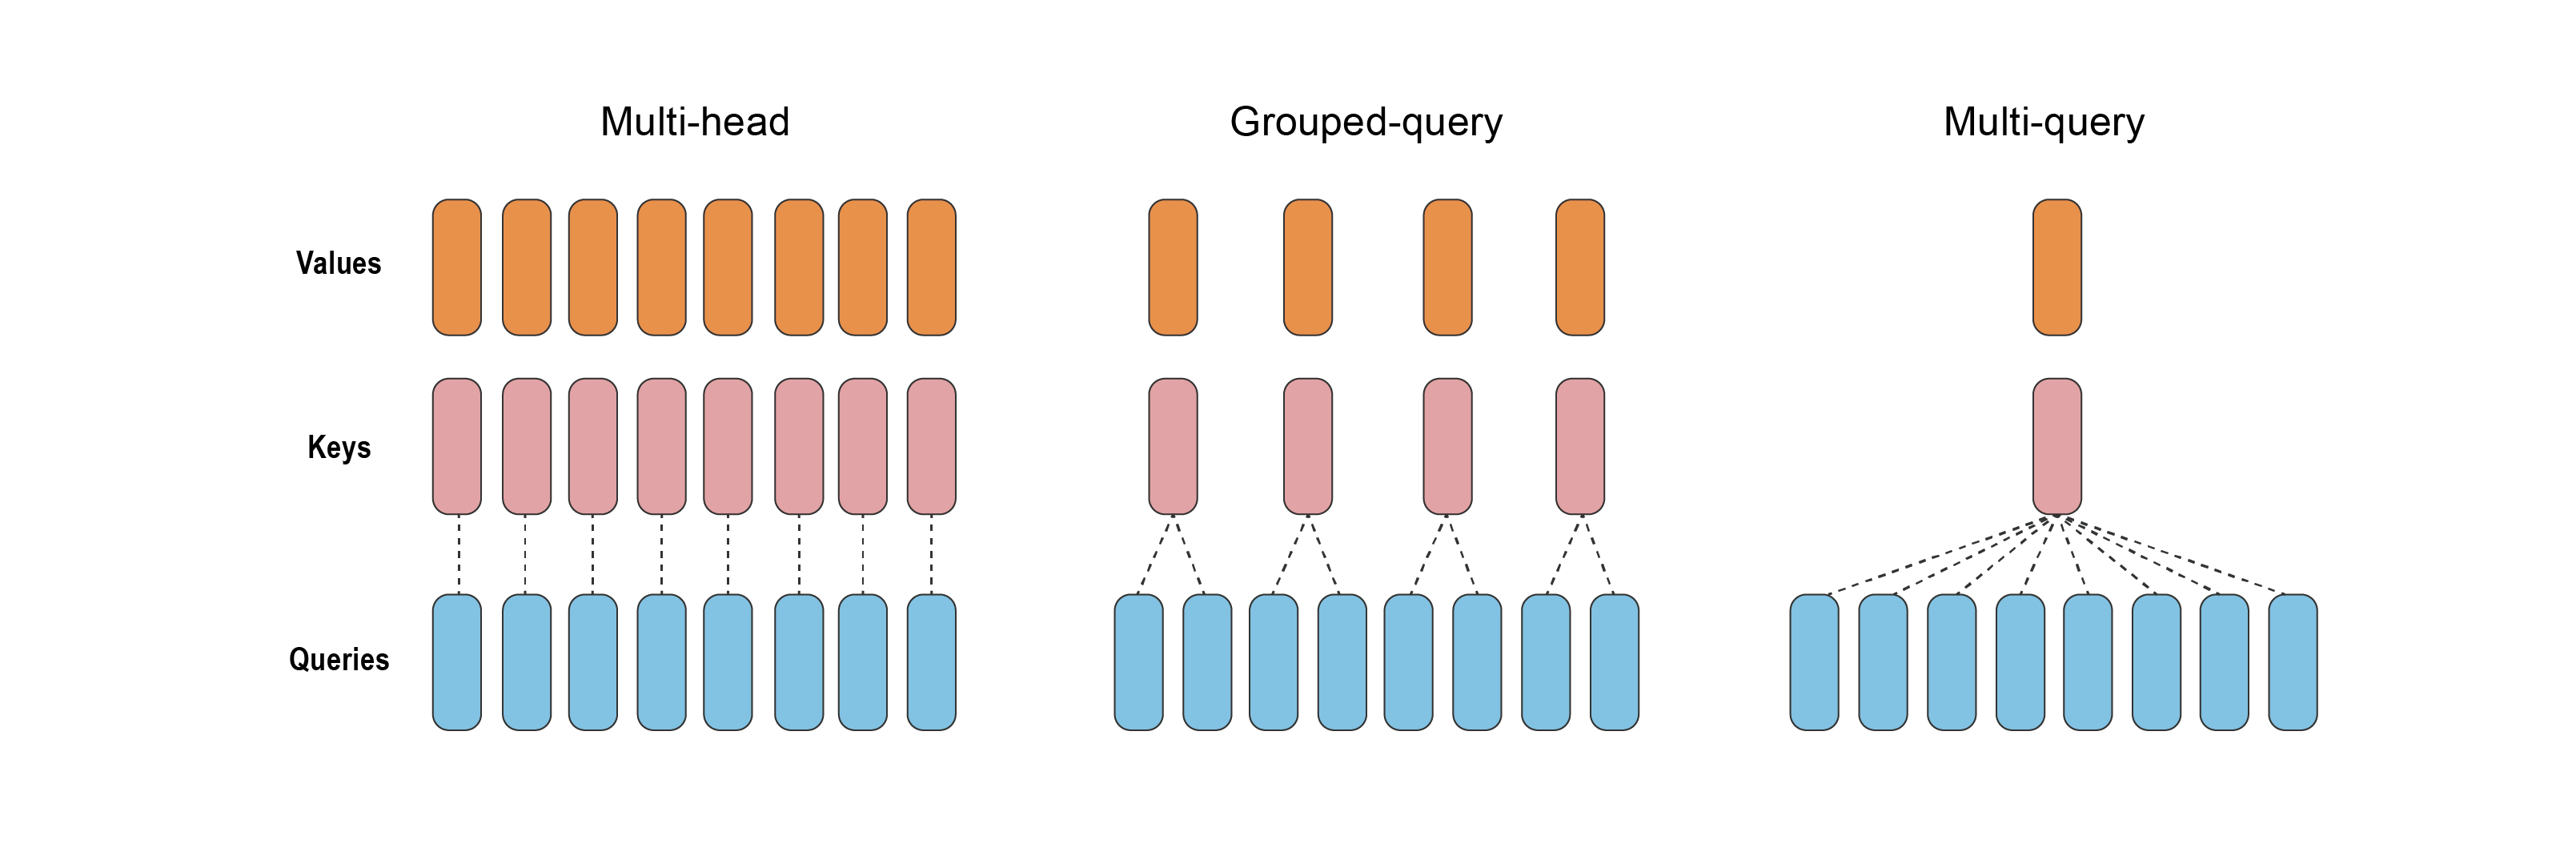 Multi-head
Grouped-query
Multi-query
Values
Keys
Queries